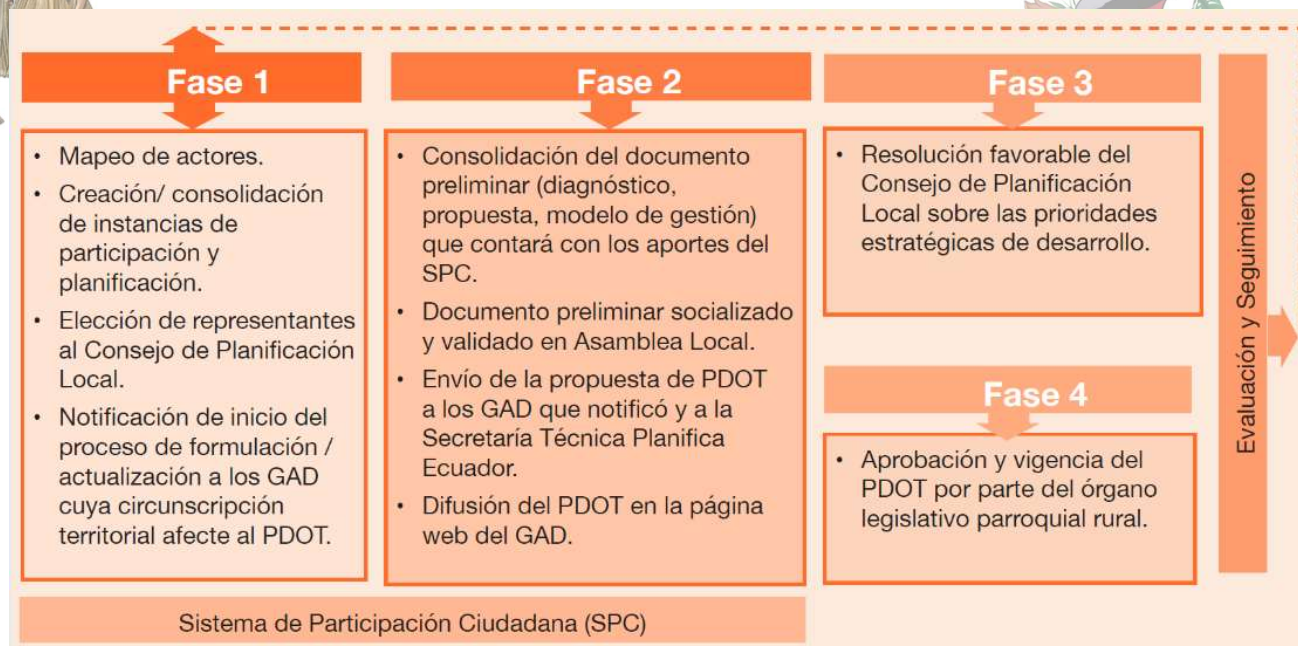 Fase 1
• Mapeo de actores.
• Creación/ consolidación
de instancias de
participación y
planificación.
• Elección de representantes
al Consejo de Planificación
Local.
• Notificación de inicio del
proceso de formulación /
actualización a los GAD
cuya circunscripción
territorial afecte al PDOT.
Fase 2
• Consolidación del documento
preliminar (diagnóstico,
propuesta, modelo de gestión)
que contará con los aportes del
SPC.
• Documento preliminar socializado
y validado en Asamblea Local.
• Envío de la propuesta de PDOT
a los GAD que notificó y a la
Secretaría Técnica Planifica
Ecuador.
• Difusión del PDOT en la página
web del GAD.
Sistema de Participación Ciudadana (SPC)
Fase 3
• Resolución favorable del
Consejo de Planificación
Local sobre las prioridades
estratégicas de desarrollo.
Fase 4
• Aprobación y vigencia del
PDOT por parte del órgano
legislativo parroquial rural.
Evaluación y Seguimiento